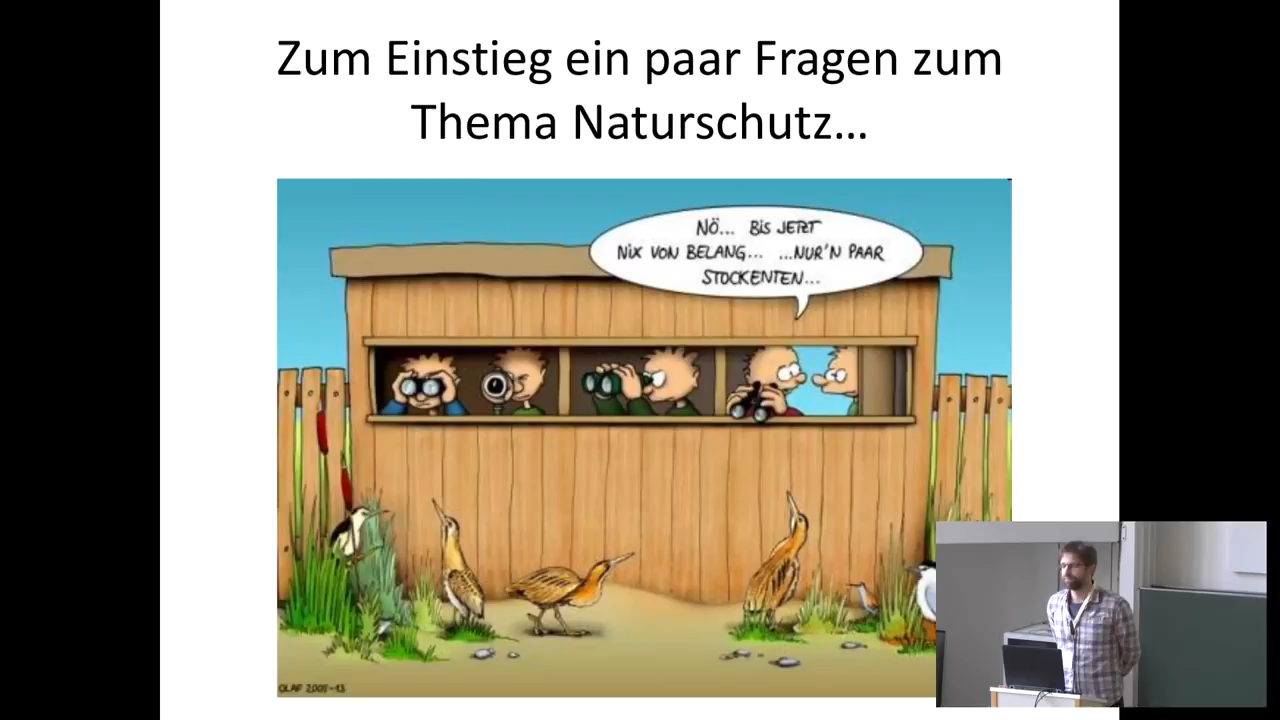 Zum Einstieg ein paar Fragen zum
Thema Naturschutz...
NÖ... BIS JETZT
NIX VON BELANG... ...NUR'N PAAR
STOCKENTEN...
OLAF 2005-13